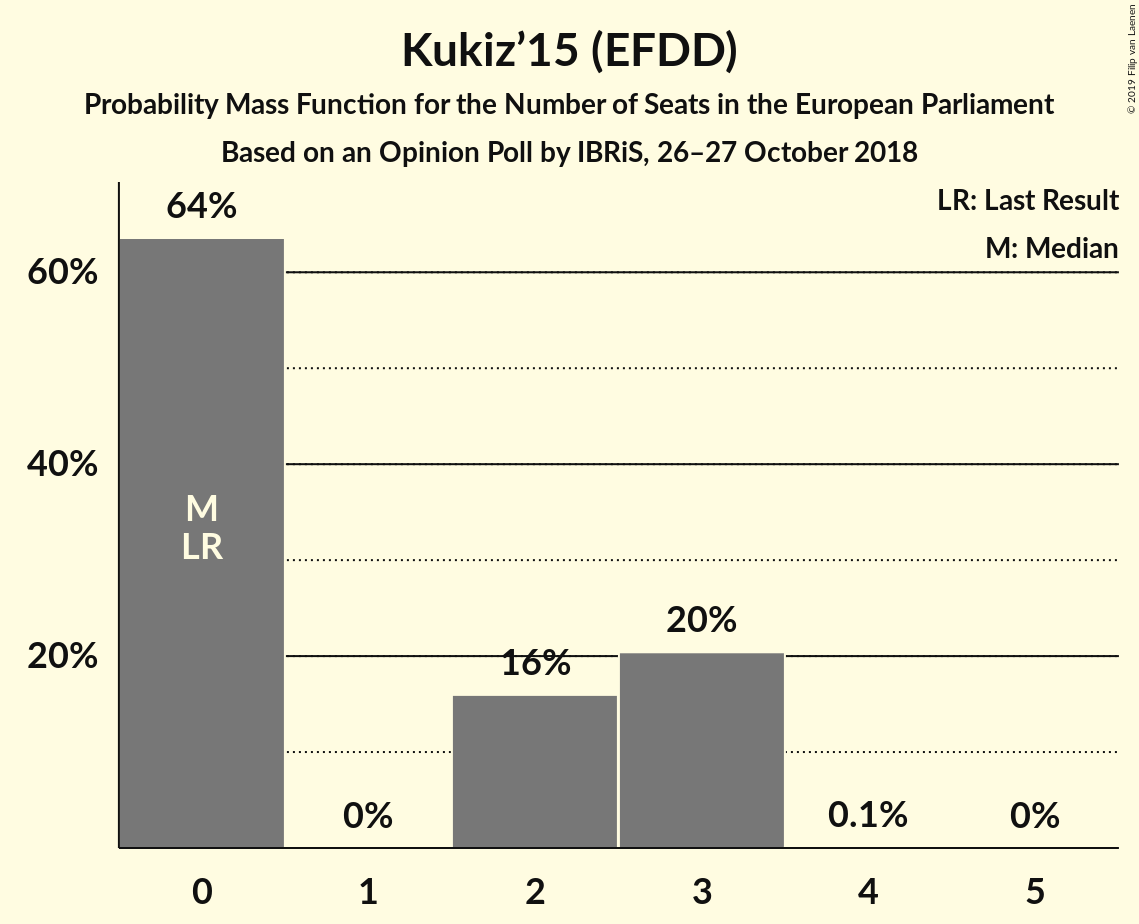 Kukiz’15 (EFDD)
Probability Mass Function for the Number of Seats in the European Parliament
Based on an Opinion Poll by IBRiS, 26–27 October 2018
© 2019 Filip van Laenen
LR: Last Result
M: Median
64%
60%
40%
M
LR
20%
20%
16%
0%
0.1%
0%
0 1 2 3 4 5